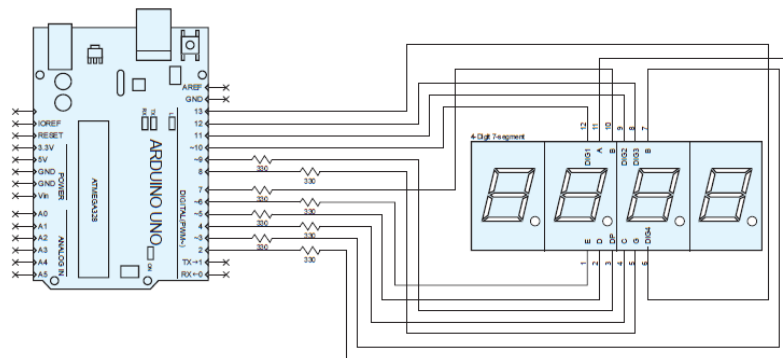 AREF
GND
13
12
11
~10
~9
8
7
~6
~5
4
~3
2
TX→1
RX←0
IOREF
RESET
3.3V
5V
GND
GND
Vin
A0
A1
A2
A3
A4
A5
POWER
ANALOG IN
ATMEGA328
RX
TX
L
ARDUINO UNO
DIGITAL(PWM~)
ON
330
330
330
330
330
330
330
330
4-Digit 7-segment
12
11
10
9
8
7
DIG1
A
B
DIG2
DIG3
B
E
D
DP
C
G
DIG4
1
2
3
4
5
6